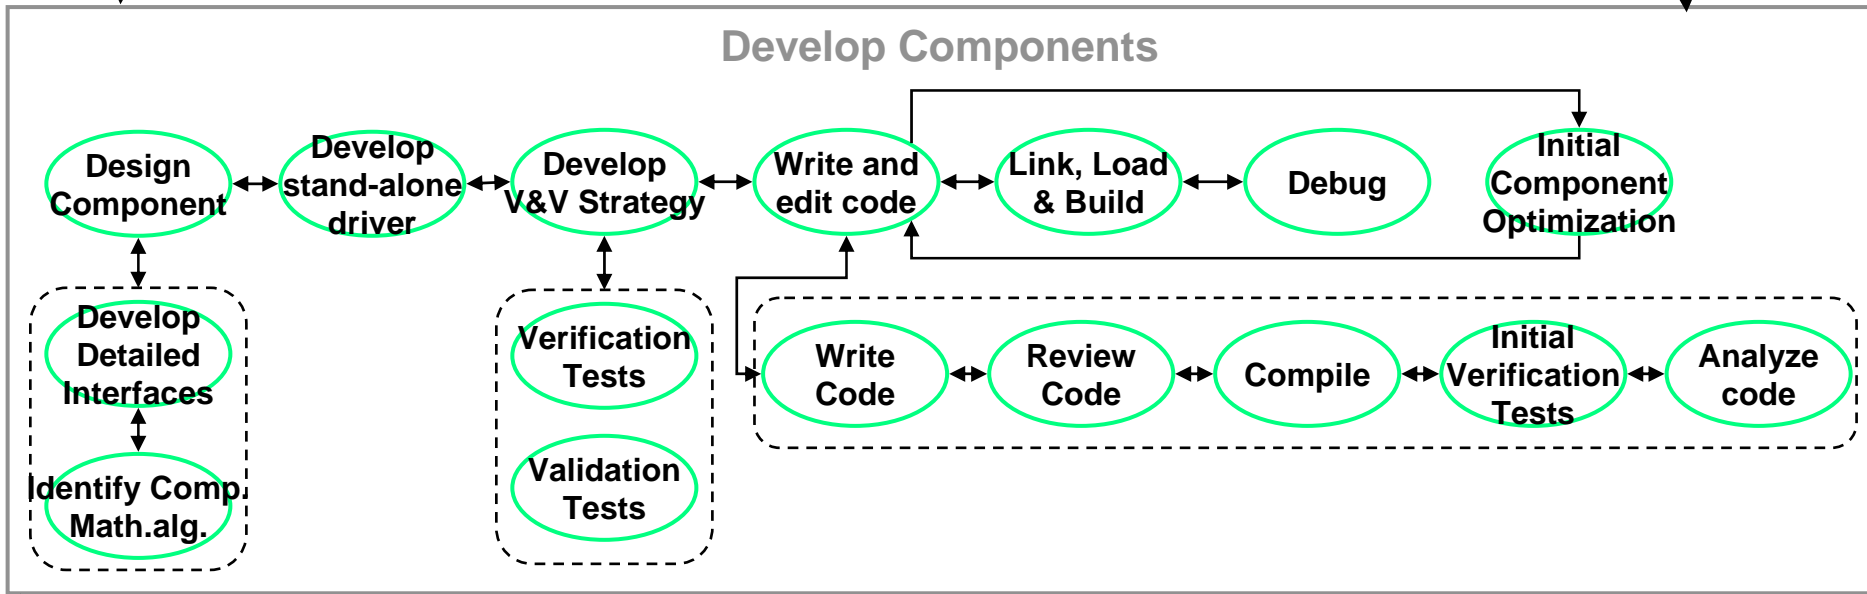 Develop Components
Design
Component
Develop
stand-alone
driver
Develop
V&V Strategy
Write and
edit code
Link, Load
& Build
Debug
Initial
Component
Optimization
Develop
Detailed
Interfaces
Identify Comp.
Math.alg.
Verification
Tests
Validation
Tests
Write
Code
Review
Code
Compile
Initial
Verification
Tests
Analyze
code